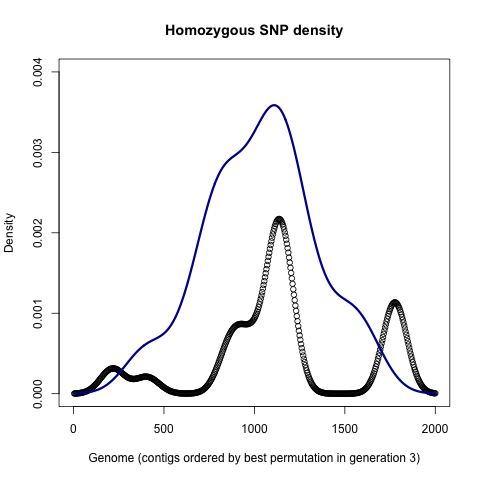 Homozygous SNP density
Density
0.004
0.003
0.002
0.001
0.000
0 500 1000 1500 2000
Genome (contigs ordered by best permutation in generation 3)